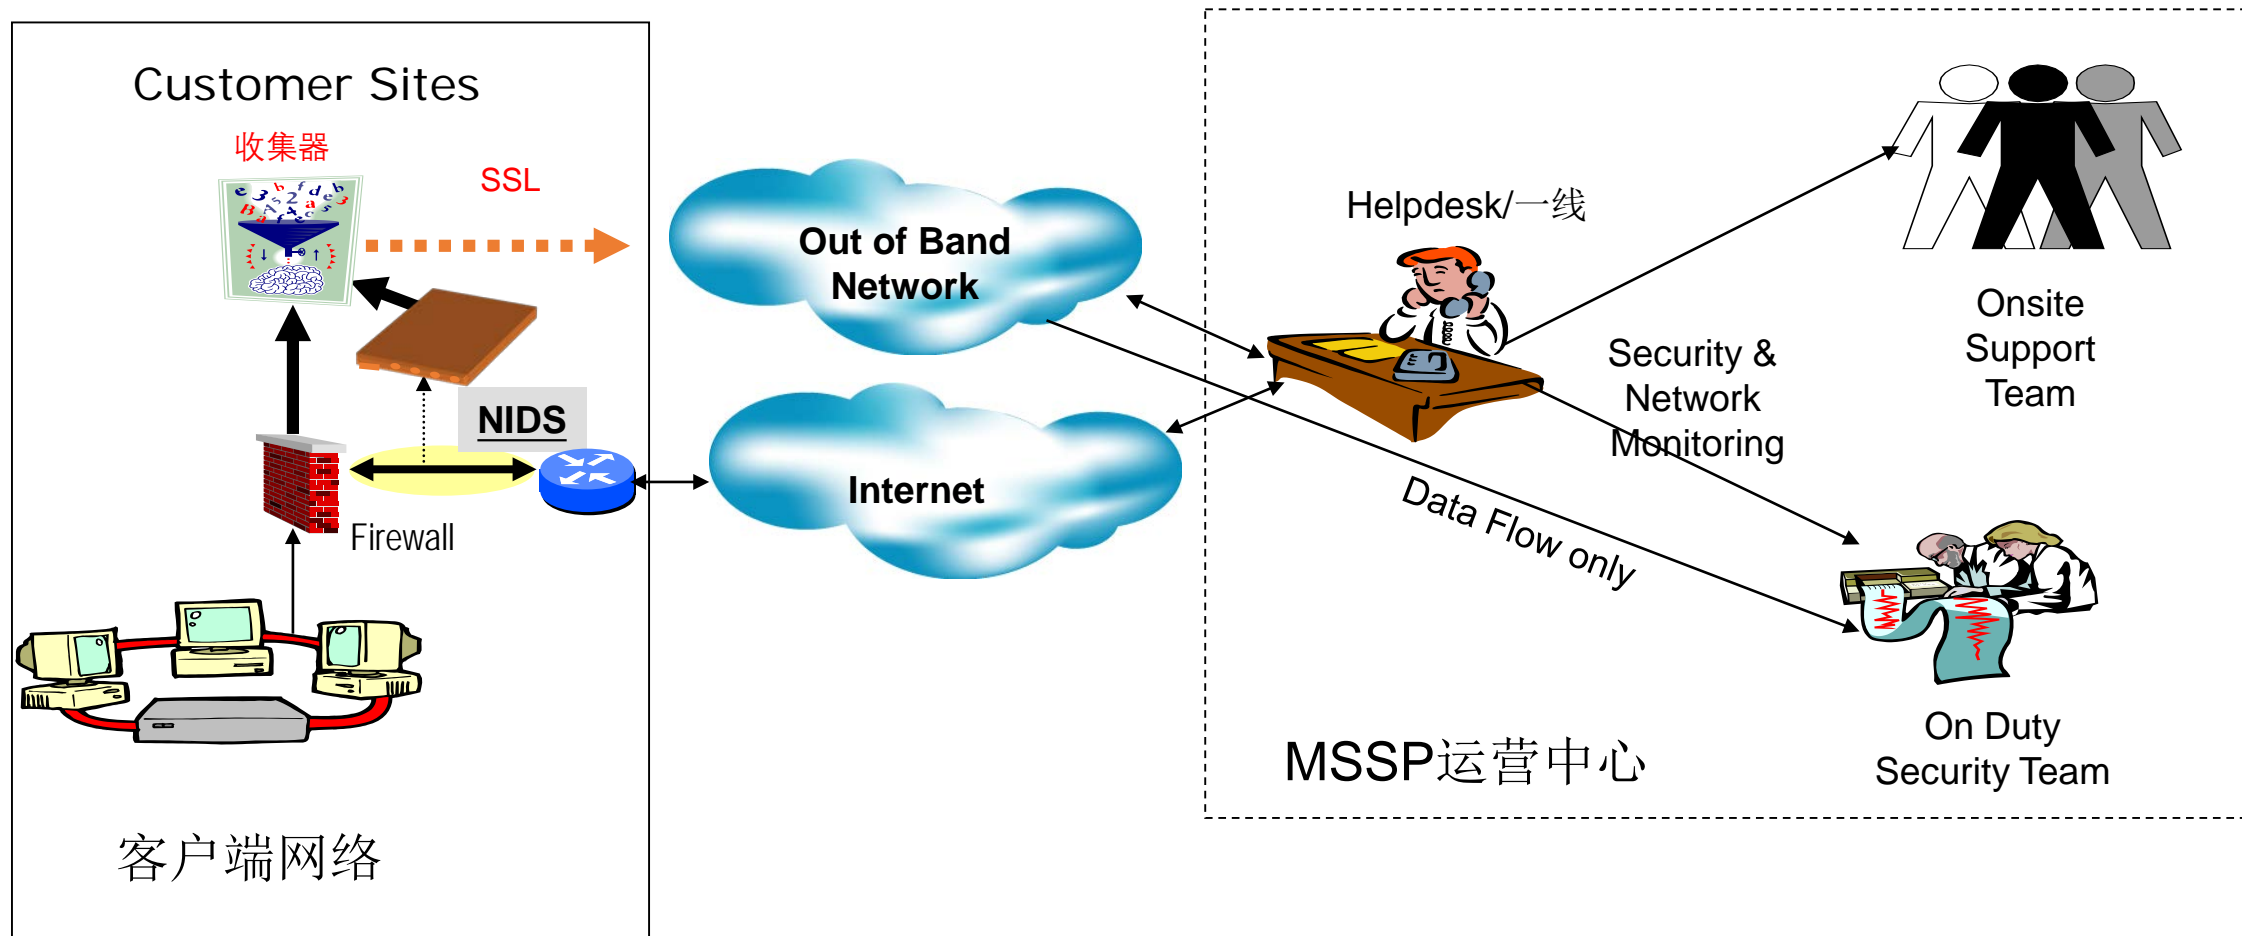 Customer Sites
收集器
SSL
NIDS
Firewall
客户端网络
Out of Band
Network
Internet
Helpdesk/一线
Security &
Network
Monitoring
Data Flow only
Onsite
Support
Team
On Duty
Security Team
MSSP运营中心